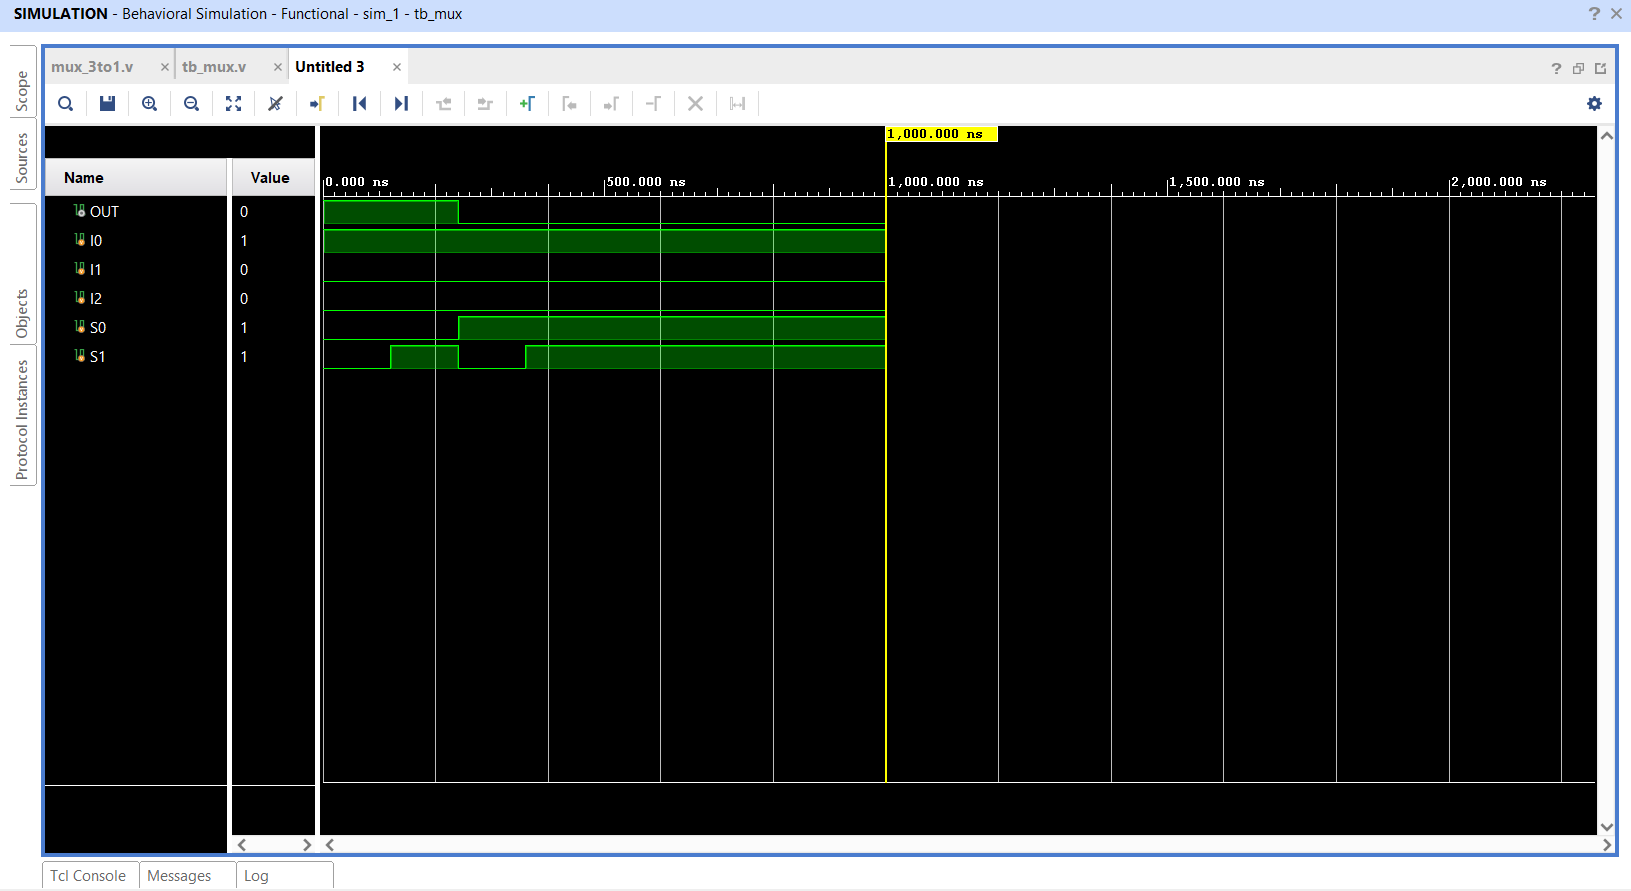 SIMULATION - Behavioral Simulation - Functional - sim_1 - tb_mux
? ×
Scope
Sources
Objects
Protocol Instances
mux_3to1.v ×
tb_mux.v ×
Untitled 3 ×
?
1,000.000 ns
Name Value
0.000 ns 500.000 ns 1,000.000 ns 1,500.000 ns 2,000.000 ns
OUT 0
I0 1
I1 0
I2 0
S0 1
S1 1
Tcl Console Messages Log